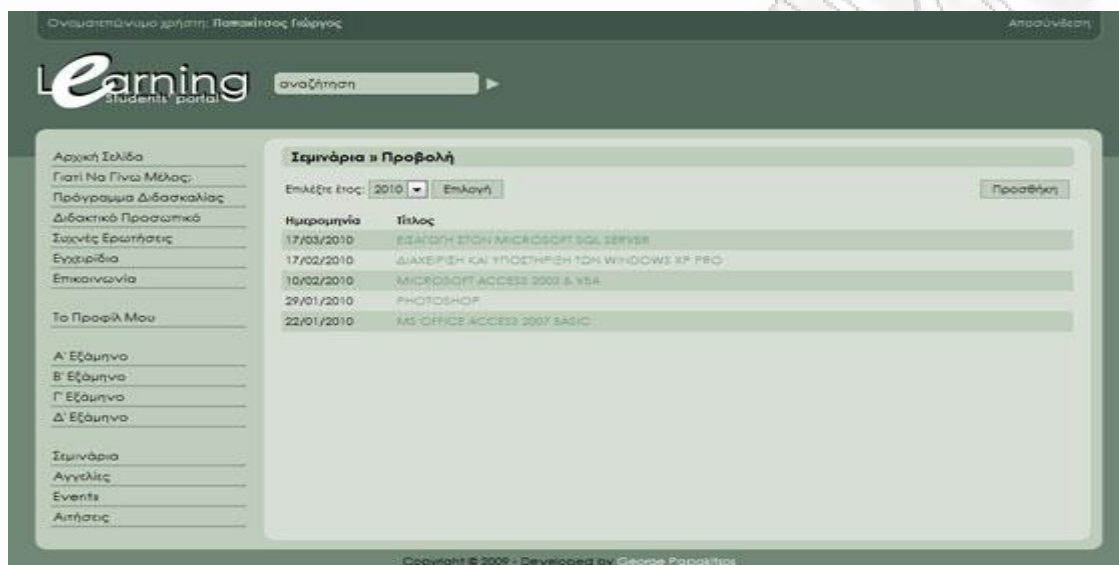 Ονοματεπώνυμο χρήστη: Παπακίτσος Γιώργος
Αποσύνδεση
Learning
Students' portal
αναζήτηση
Αρχική Σελίδα
Γιατί Να Γίνω Μέλος;
Πρόγραμμα Διδασκαλίας
Διδακτικό Προσωπικό
Συχνές Ερωτήσεις
Εγχειρίδια
Επικοινωνία
Το Προφίλ Μου
Α' Εξάμηνο
Β' Εξάμηνο
Γ' Εξάμηνο
Δ' Εξάμηνο
Σεμινάρια
Αγγελίες
Events
Αιτήσεις
Σεμινάρια » Προβολή
Επιλέξτε έτος: 2010 Επιλογή Προσθήκη
Ημερομηνία Τίτλος
17/03/2010 ΕΙΣΑΓΩΓΗ ΣΤΟΝ MICROSOFT SQL SERVER
17/02/2010 ΔΙΑΧΕΙΡΙΣΗ ΚΑΙ ΥΠΟΣΤΗΡΙΞΗ ΤΩΝ WINDOWS XP PRO
10/02/2010 MICROSOFT ACCESS 2003 & VBA
29/01/2010 PHOTOSHOP
22/01/2010 MS OFFICE ACCESS 2007 BASIC
Copyright © 2009 - Developed by George Papakitsos